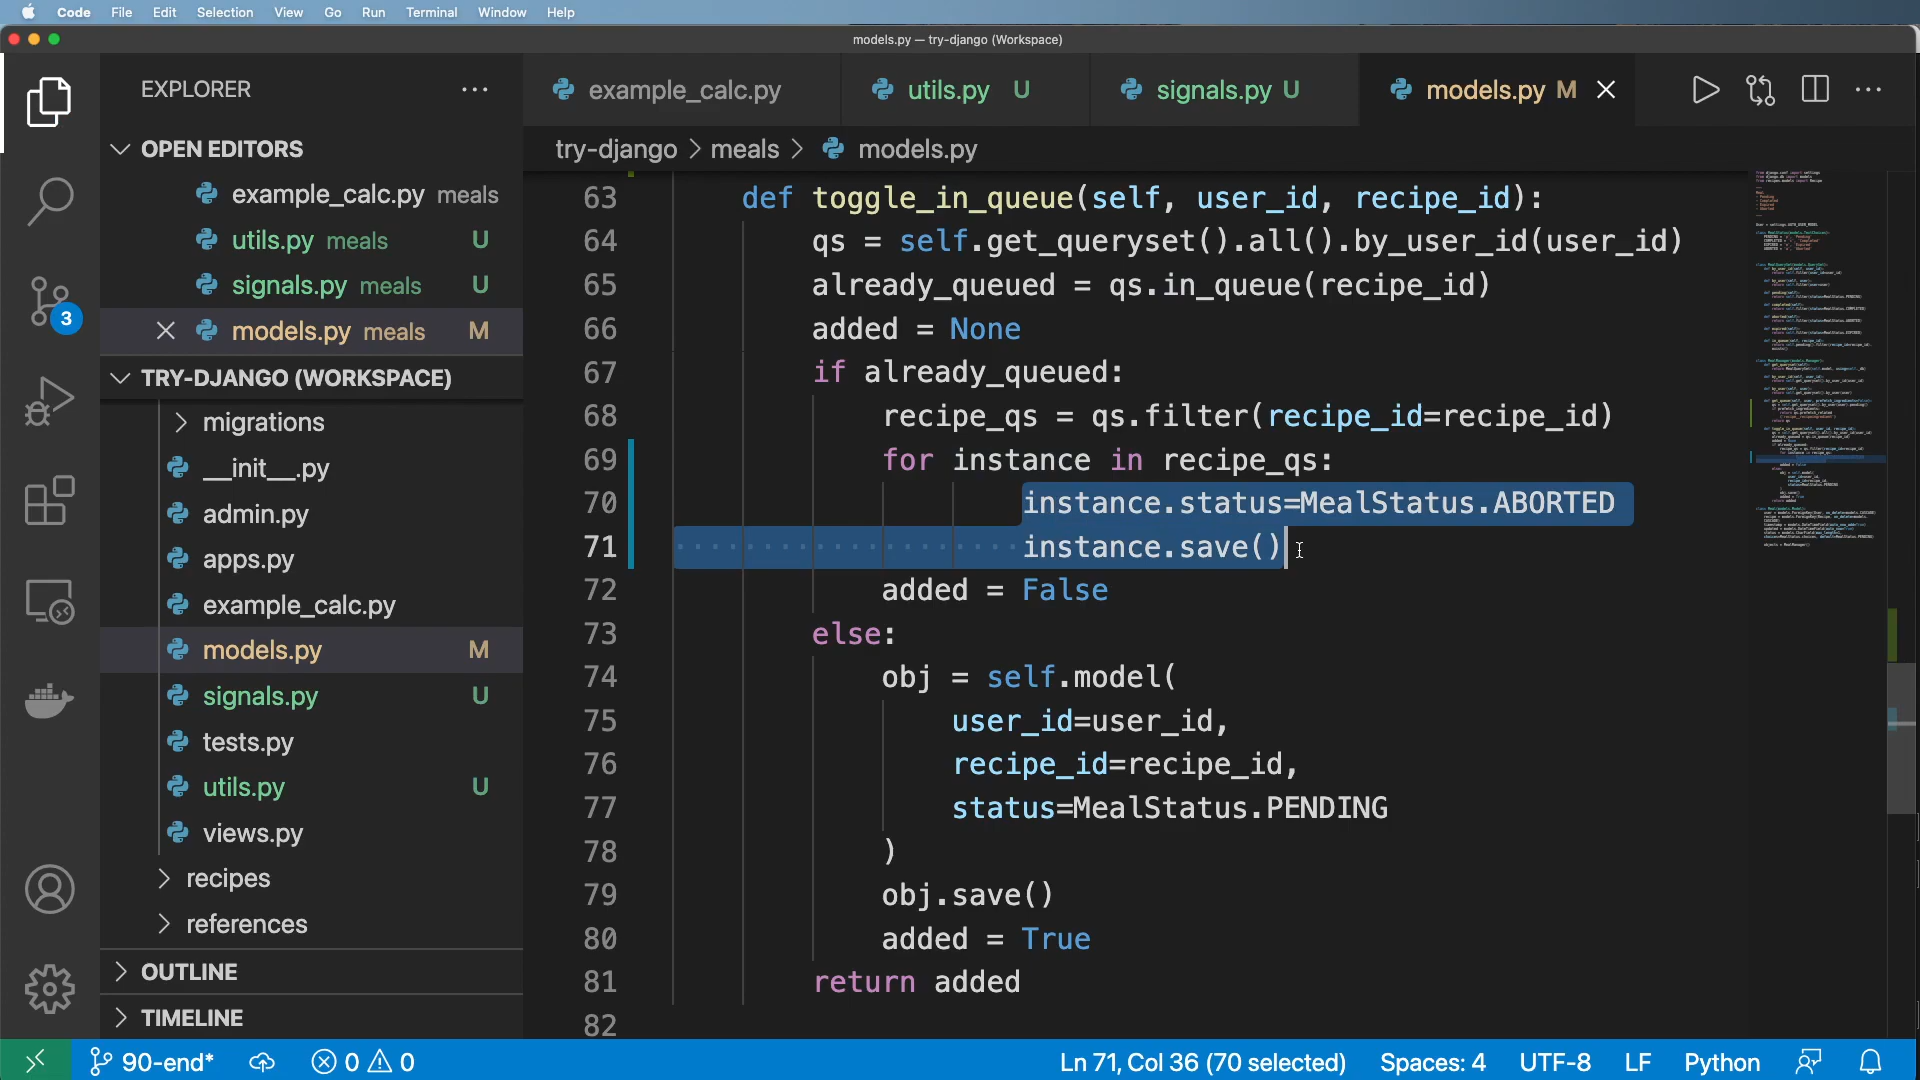 Code File Edit Selection View Go Run Terminal Window Help
models.py — try-django (Workspace)
EXPLORER
OPEN EDITORS
example_calc.py meals
utils.py meals U
signals.py meals U
models.py meals M
TRY-DJANGO (WORKSPACE)
migrations
__init__.py
admin.py
apps.py
example_calc.py
models.py M
signals.py U
tests.py
utils.py U
views.py
recipes
references
OUTLINE
TIMELINE
example_calc.py utils.py U signals.py U models.py M
try-django > meals > models.py
63 def toggle_in_queue(self, user_id, recipe_id):
64 qs = self.get_queryset().all().by_user_id(user_id)
65 already_queued = qs.in_queue(recipe_id)
66 added = None
67 if already_queued:
68 recipe_qs = qs.filter(recipe_id=recipe_id)
69 for instance in recipe_qs:
70 instance.status=MealStatus.ABORTED
71 instance.save()
72 added = False
73 else:
74 obj = self.model(
75 user_id=user_id,
76 recipe_id=recipe_id,
77 status=MealStatus.PENDING
78 )
79 obj.save()
80 added = True
81 return added
82
3
90-end* 0 0 Ln 71, Col 36 (70 selected) Spaces: 4 UTF-8 LF Python